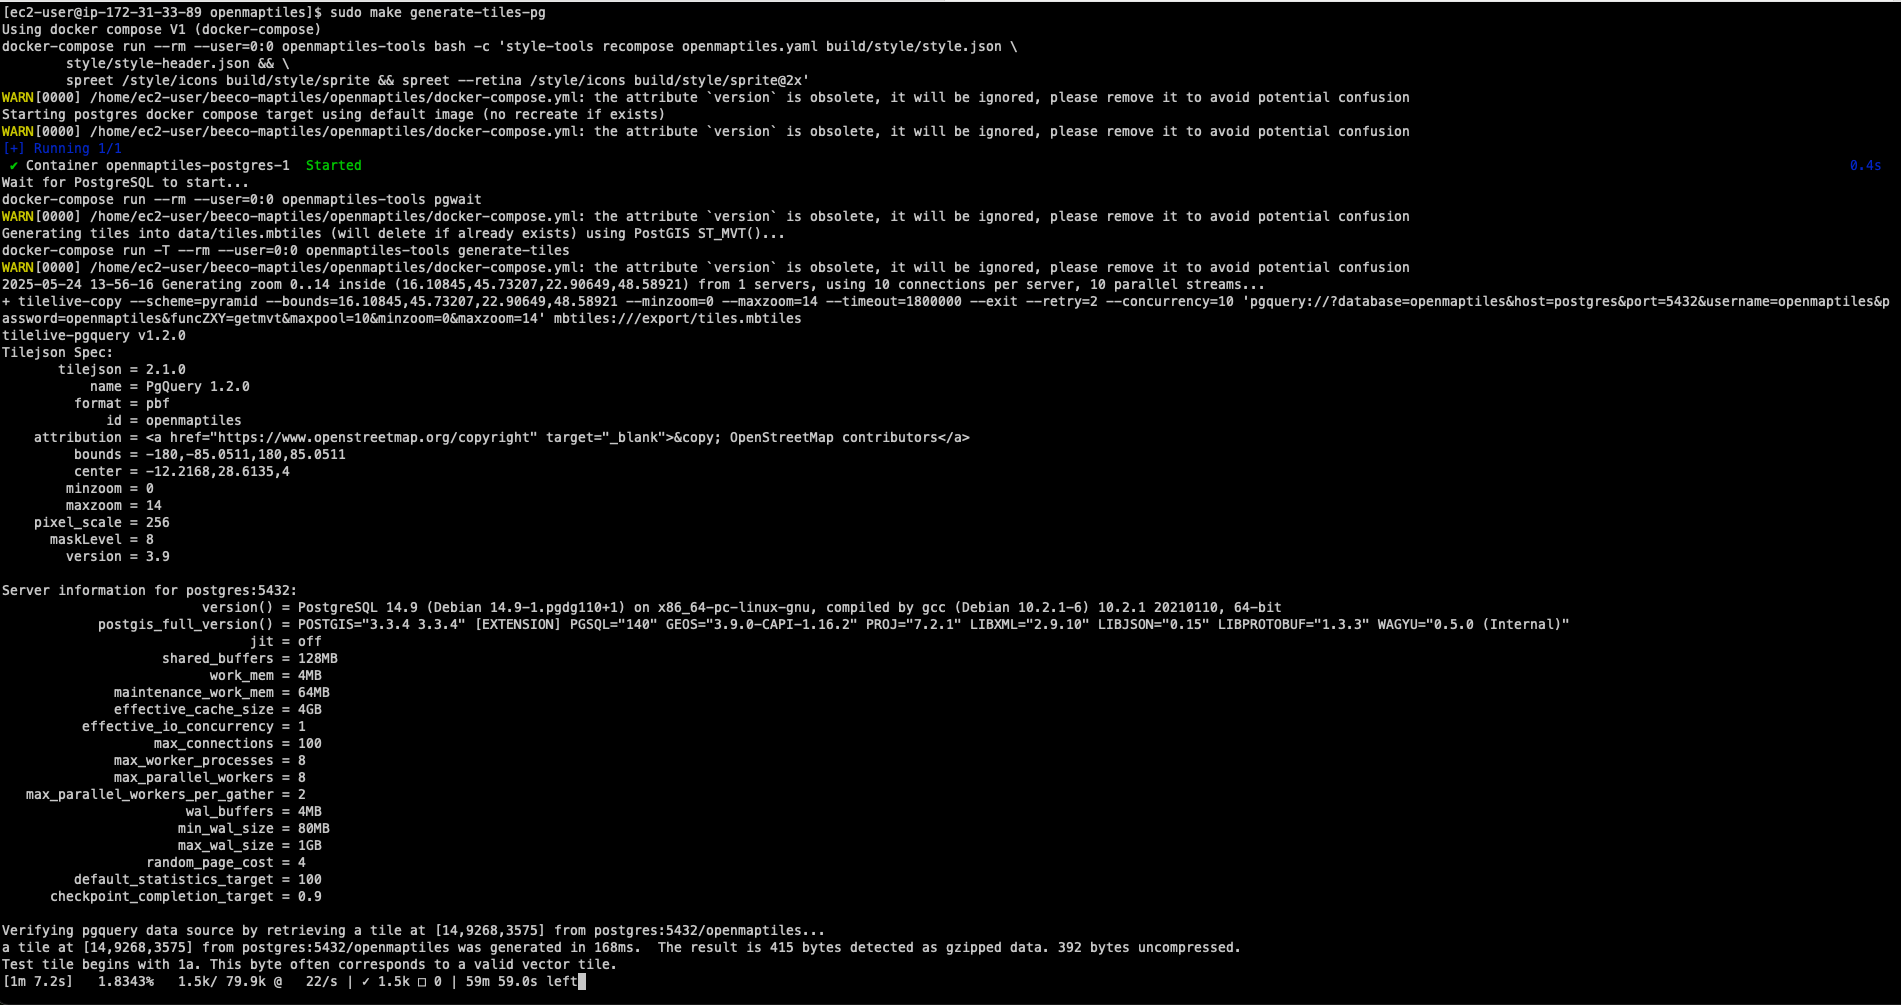 [ec2-user@ip-172-31-33-89 openmaptiles]$ sudo make generate-tiles-pg
Using docker compose V1 (docker-compose)
docker-compose run --rm --user=0:0 openmaptiles-tools bash -c 'style-tools recompose openmaptiles.yaml build/style/style.json \
        style/style-header.json && \
        spreet /style/icons build/style/sprite && spreet --retina /style/icons build/style/sprite@2x'
WARN[0000] /home/ec2-user/beeco-maptiles/openmaptiles/docker-compose.yml: the attribute `version` is obsolete, it will be ignored, please remove it to avoid potential confusion
Starting postgres docker compose target using default image (no recreate if exists)
WARN[0000] /home/ec2-user/beeco-maptiles/openmaptiles/docker-compose.yml: the attribute `version` is obsolete, it will be ignored, please remove it to avoid potential confusion
[+] Running 1/1
 ✔ Container openmaptiles-postgres-1  Started 0.4s
Wait for PostgreSQL to start...
docker-compose run --rm --user=0:0 openmaptiles-tools pgwait
WARN[0000] /home/ec2-user/beeco-maptiles/openmaptiles/docker-compose.yml: the attribute `version` is obsolete, it will be ignored, please remove it to avoid potential confusion
Generating tiles into data/tiles.mbtiles (will delete if already exists) using PostGIS ST_MVT()...
docker-compose run -T --rm --user=0:0 openmaptiles-tools generate-tiles
WARN[0000] /home/ec2-user/beeco-maptiles/openmaptiles/docker-compose.yml: the attribute `version` is obsolete, it will be ignored, please remove it to avoid potential confusion
2025-05-24 13-56-16 Generating zoom 0..14 inside (16.10845,45.73207,22.90649,48.58921) from 1 servers, using 10 connections per server, 10 parallel streams...
+ tilelive-copy --scheme=pyramid --bounds=16.10845,45.73207,22.90649,48.58921 --minzoom=0 --maxzoom=14 --timeout=1800000 --exit --retry=2 --concurrency=10 'pgquery://?database=openmaptiles&host=postgres&port=5432&username=openmaptiles&p
assword=openmaptiles&funcZXY=getmvt&maxpool=10&minzoom=0&maxzoom=14' mbtiles:///export/tiles.mbtiles
tilelive-pgquery v1.2.0
Tilejson Spec:
       tilejson = 2.1.0
           name = PgQuery 1.2.0
         format = pbf
             id = openmaptiles
    attribution = <a href="https://www.openstreetmap.org/copyright" target="_blank">&copy; OpenStreetMap contributors</a>
         bounds = -180,-85.0511,180,85.0511
         center = -12.2168,28.6135,4
        minzoom = 0
        maxzoom = 14
    pixel_scale = 256
      maskLevel = 8
        version = 3.9
Server information for postgres:5432:
                         version() = PostgreSQL 14.9 (Debian 14.9-1.pgdg110+1) on x86_64-pc-linux-gnu, compiled by gcc (Debian 10.2.1-6) 10.2.1 20210110, 64-bit
            postgis_full_version() = POSTGIS="3.3.4 3.3.4" [EXTENSION] PGSQL="140" GEOS="3.9.0-CAPI-1.16.2" PROJ="7.2.1" LIBXML="2.9.10" LIBJSON="0.15" LIBPROTOBUF="1.3.3" WAGYU="0.5.0 (Internal)"
                               jit = off
                    shared_buffers = 128MB
                          work_mem = 4MB
              maintenance_work_mem = 64MB
              effective_cache_size = 4GB
          effective_io_concurrency = 1
                   max_connections = 100
              max_worker_processes = 8
              max_parallel_workers = 8
   max_parallel_workers_per_gather = 2
                       wal_buffers = 4MB
                      min_wal_size = 80MB
                      max_wal_size = 1GB
                  random_page_cost = 4
         default_statistics_target = 100
      checkpoint_completion_target = 0.9
Verifying pgquery data source by retrieving a tile at [14,9268,3575] from postgres:5432/openmaptiles...
a tile at [14,9268,3575] from postgres:5432/openmaptiles was generated in 168ms.  The result is 415 bytes detected as gzipped data. 392 bytes uncompressed.
Test tile begins with 1a. This byte often corresponds to a valid vector tile.
[1m 7.2s]   1.8343%   1.5k/ 79.9k @   22/s | ✓ 1.5k □ 0 | 59m 59.0s left